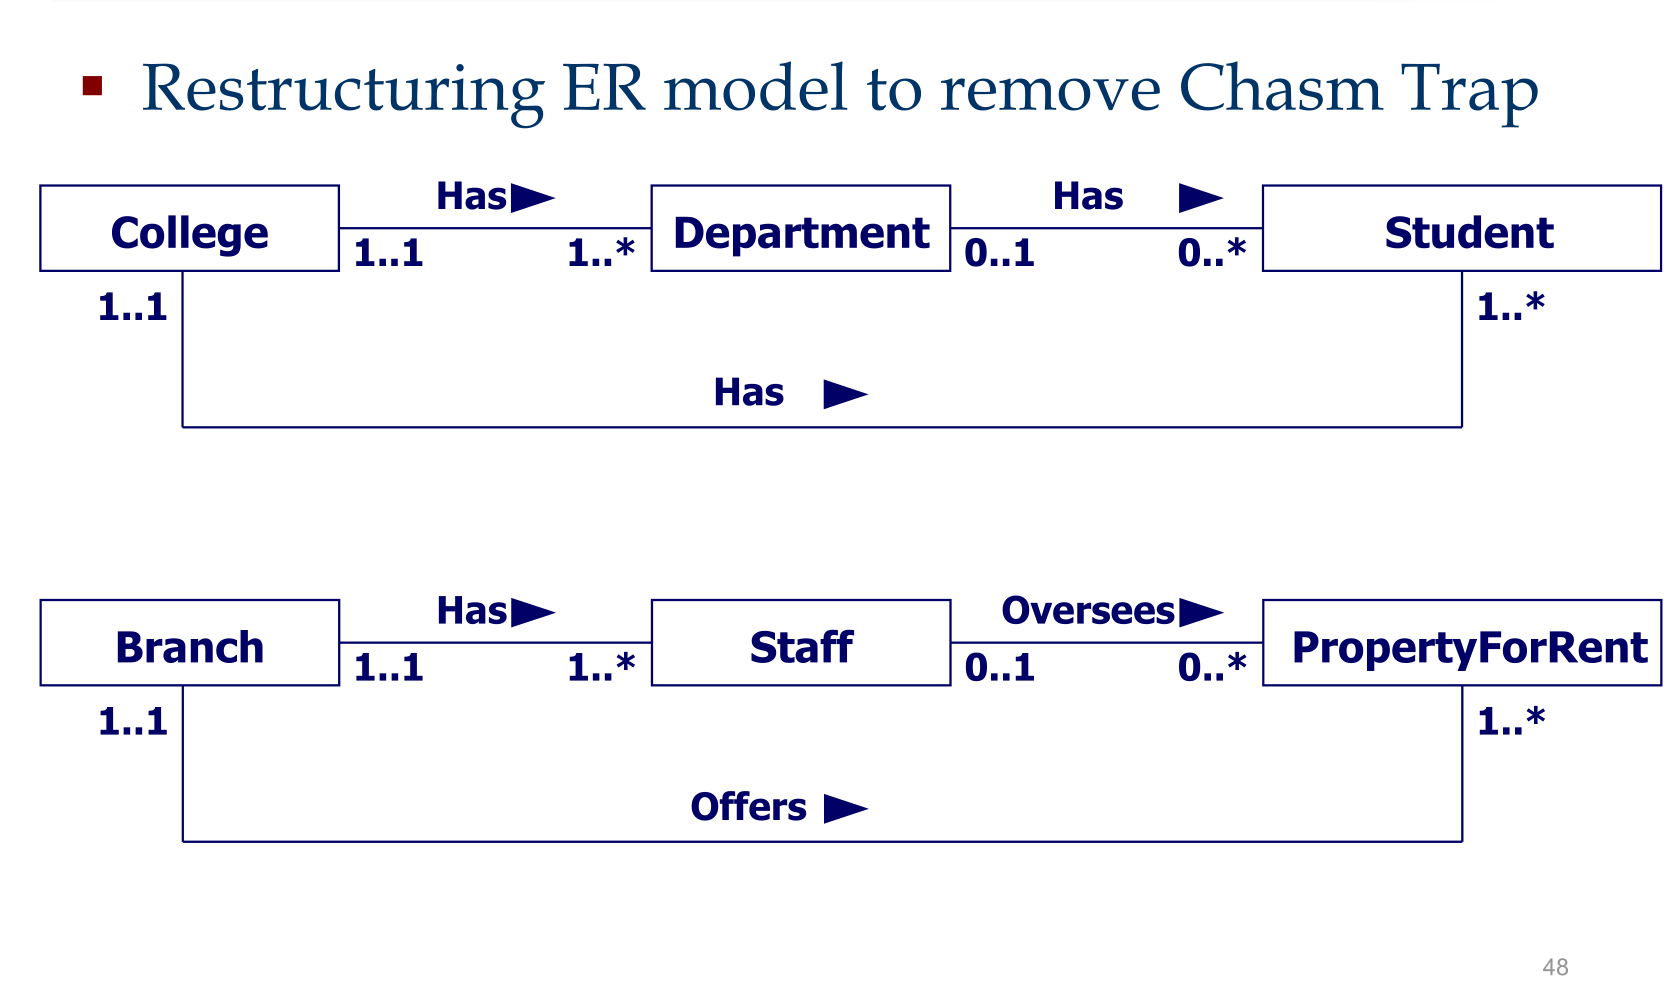 Restructuring ER model to remove Chasm Trap
Has Has
College Department Student
1..1 1..* 0..1 0..*
1..1 1..*
Has
Has Oversees
Branch Staff PropertyForRent
1..1 1..* 0..1 0..*
1..1 1..*
Offers
48